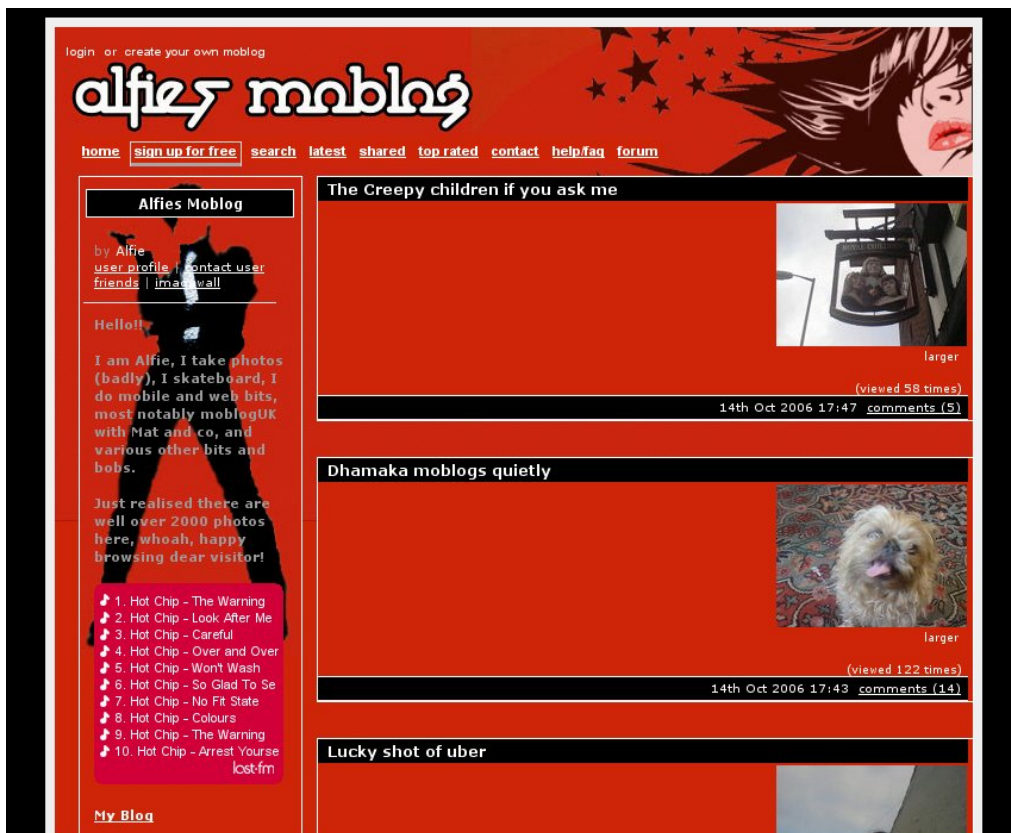 login or create your own moblog
alfies moblog
home sign up for free search latest shared top rated contact help/faq forum
Alfies Moblog
by Alfie
user profile | contact user
friends | imagewall
Hello!!
I am Alfie, I take photos
(badly), I skateboard, I
do mobile and web bits,
most notably moblogUK
with Mat and co, and
various other bits and
bobs.
Just realised there are
well over 2000 photos
here, whoah, happy
browsing dear visitor!
1. Hot Chip – The Warning
2. Hot Chip – Look After Me
3. Hot Chip – Careful
4. Hot Chip – Over and Over
5. Hot Chip – Won't Wash
6. Hot Chip – So Glad To Se
7. Hot Chip – No Fit State
8. Hot Chip – Colours
9. Hot Chip – The Warning
10. Hot Chip – Arrest Yourse
last.fm
My Blog
The Creepy children if you ask me
larger
(viewed 58 times)
14th Oct 2006 17:47 comments (5)
Dhamaka moblogs quietly
larger
(viewed 122 times)
14th Oct 2006 17:43 comments (14)
Lucky shot of uber